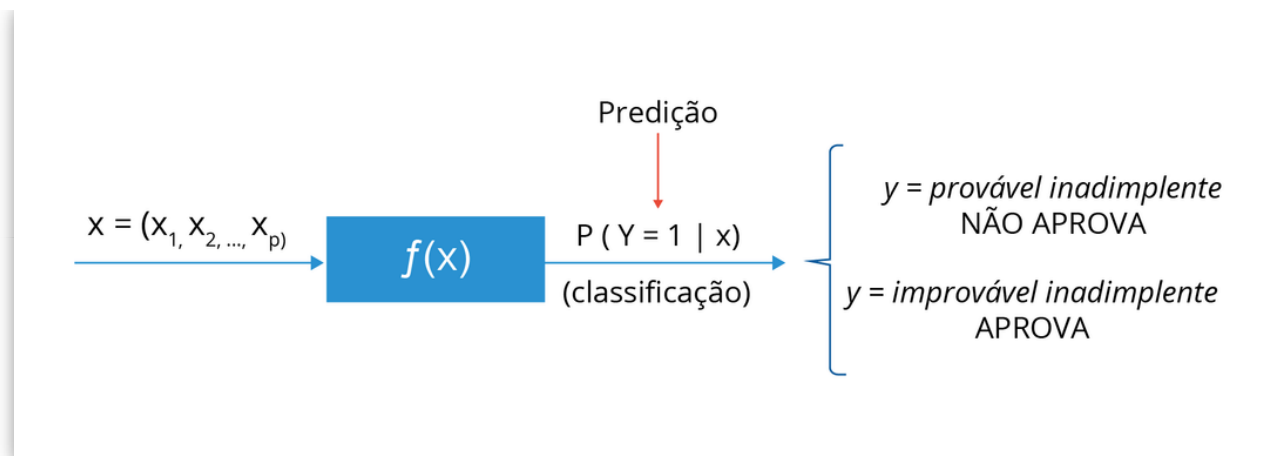 Predição
x = (x1, x2, ..., xp)
f(x)
P ( Y = 1 | x)
(classificação)
y = provável inadimplente
NÃO APROVA
y = improvável inadimplente
APROVA